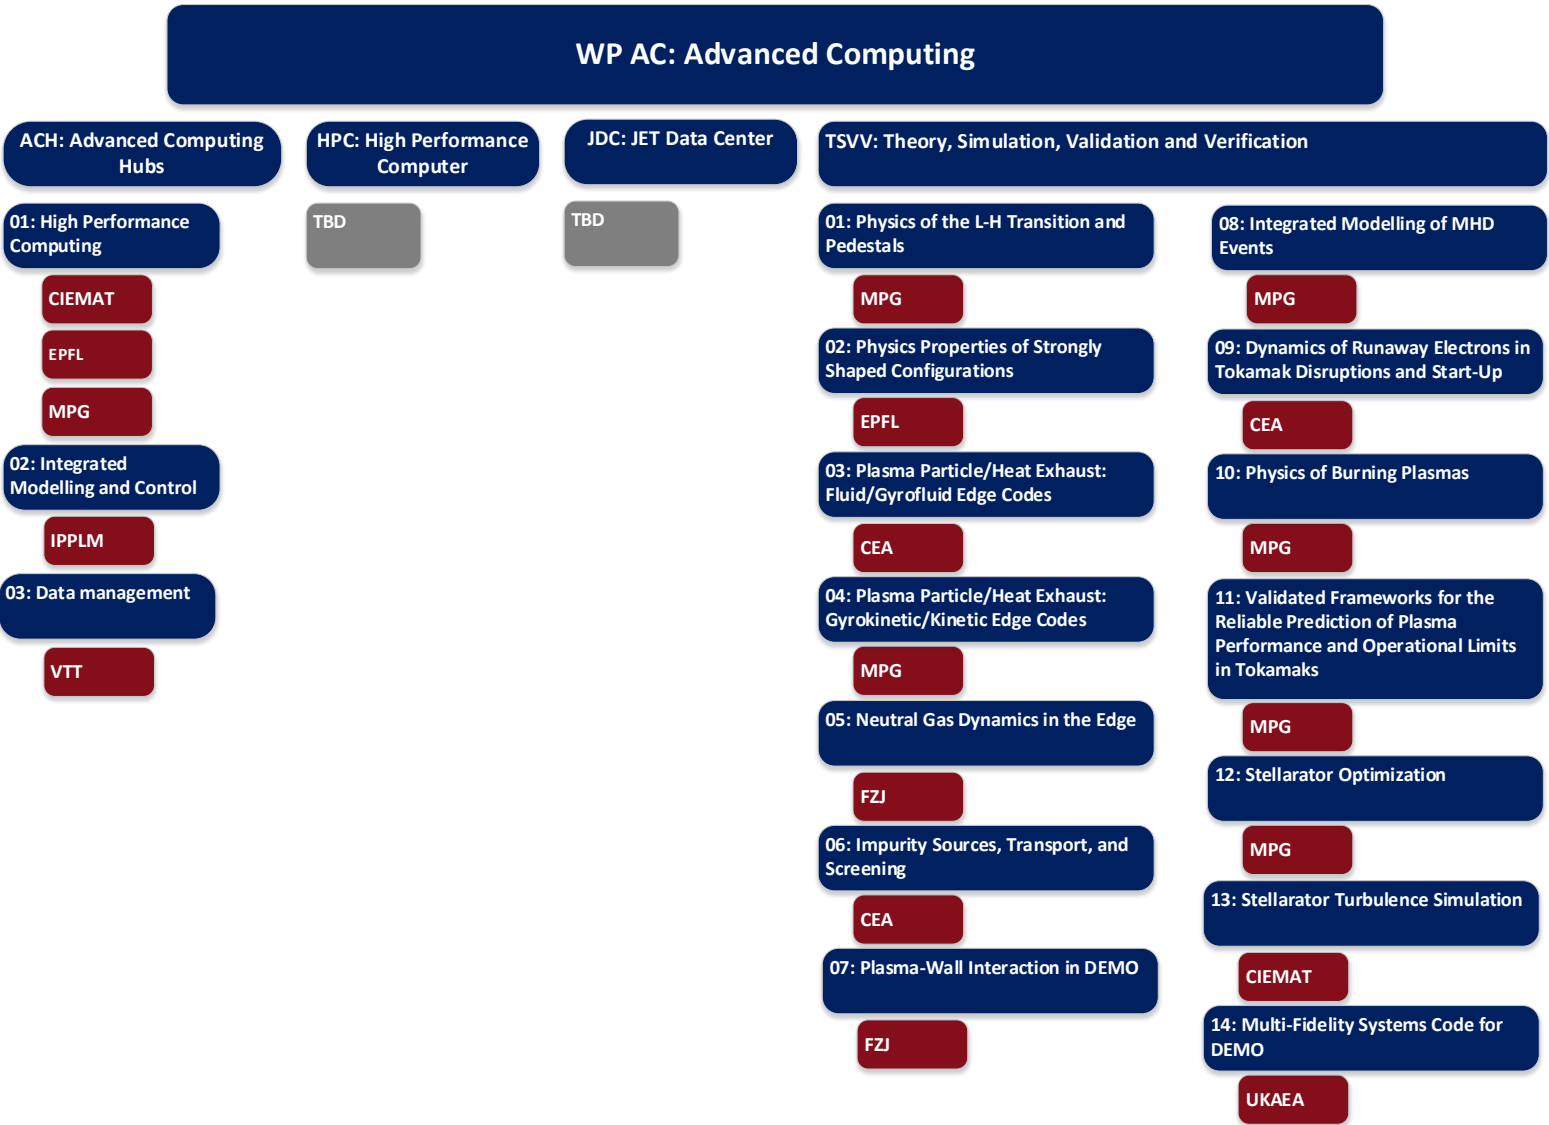 WP AC: Advanced Computing
ACH: Advanced Computing
Hubs
01: High Performance
Computing
CIEMAT
EPFL
MPG
02: Integrated
Modelling and Control
IPPLM
03: Data management
VTT
HPC: High Performance
Computer
TBD
JDC: JET Data Center
TBD
TSVV: Theory, Simulation, Validation and Verification
01: Physics of the L-H Transition and
Pedestals
MPG
02: Physics Properties of Strongly
Shaped Configurations
EPFL
03: Plasma Particle/Heat Exhaust:
Fluid/Gyrofluid Edge Codes
CEA
04: Plasma Particle/Heat Exhaust:
Gyrokinetic/Kinetic Edge Codes
MPG
05: Neutral Gas Dynamics in the Edge
FZJ
06: Impurity Sources, Transport, and
Screening
CEA
07: Plasma-Wall Interaction in DEMO
FZJ
08: Integrated Modelling of MHD
Events
MPG
09: Dynamics of Runaway Electrons in
Tokamak Disruptions and Start-Up
CEA
10: Physics of Burning Plasmas
MPG
11: Validated Frameworks for the
Reliable Prediction of Plasma
Performance and Operational Limits
in Tokamaks
MPG
12: Stellarator Optimization
MPG
13: Stellarator Turbulence Simulation
CIEMAT
14: Multi-Fidelity Systems Code for
DEMO
UKAEA